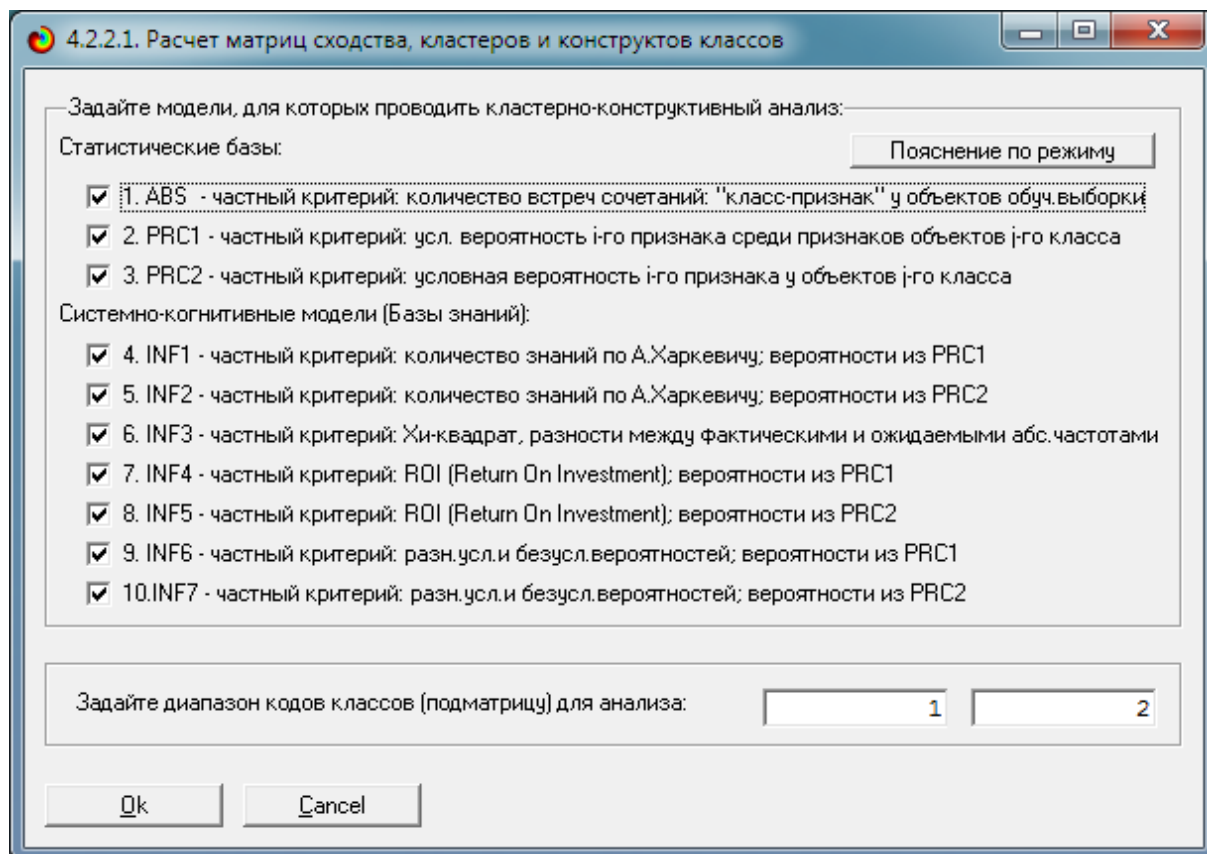 4.2.2.1. Расчет матриц сходства, кластеров и конструктов классов
Задайте модели, для которых проводить кластерно-конструктивный анализ:
Статистические базы:
Пояснение по режиму
1. ABS - частный критерий: количество встреч сочетаний: "класс-признак" у объектов обуч.выборки
2. PRC1 - частный критерий: усл. вероятность i-го признака среди признаков объектов j-го класса
3. PRC2 - частный критерий: условная вероятность i-го признака у объектов j-го класса
Системно-когнитивные модели (Базы знаний):
4. INF1 - частный критерий: количество знаний по А.Харкевичу; вероятности из PRC1
5. INF2 - частный критерий: количество знаний по А.Харкевичу; вероятности из PRC2
6. INF3 - частный критерий: Хи-квадрат, разности между фактическими и ожидаемыми абс.частотами
7. INF4 - частный критерий: ROI (Return On Investment); вероятности из PRC1
8. INF5 - частный критерий: ROI (Return On Investment); вероятности из PRC2
9. INF6 - частный критерий: разн.усл.и безусл.вероятностей; вероятности из PRC1
10.INF7 - частный критерий: разн.усл.и безусл.вероятностей; вероятности из PRC2
Задайте диапазон кодов классов (подматрицу) для анализа: 1 2
Ok Cancel